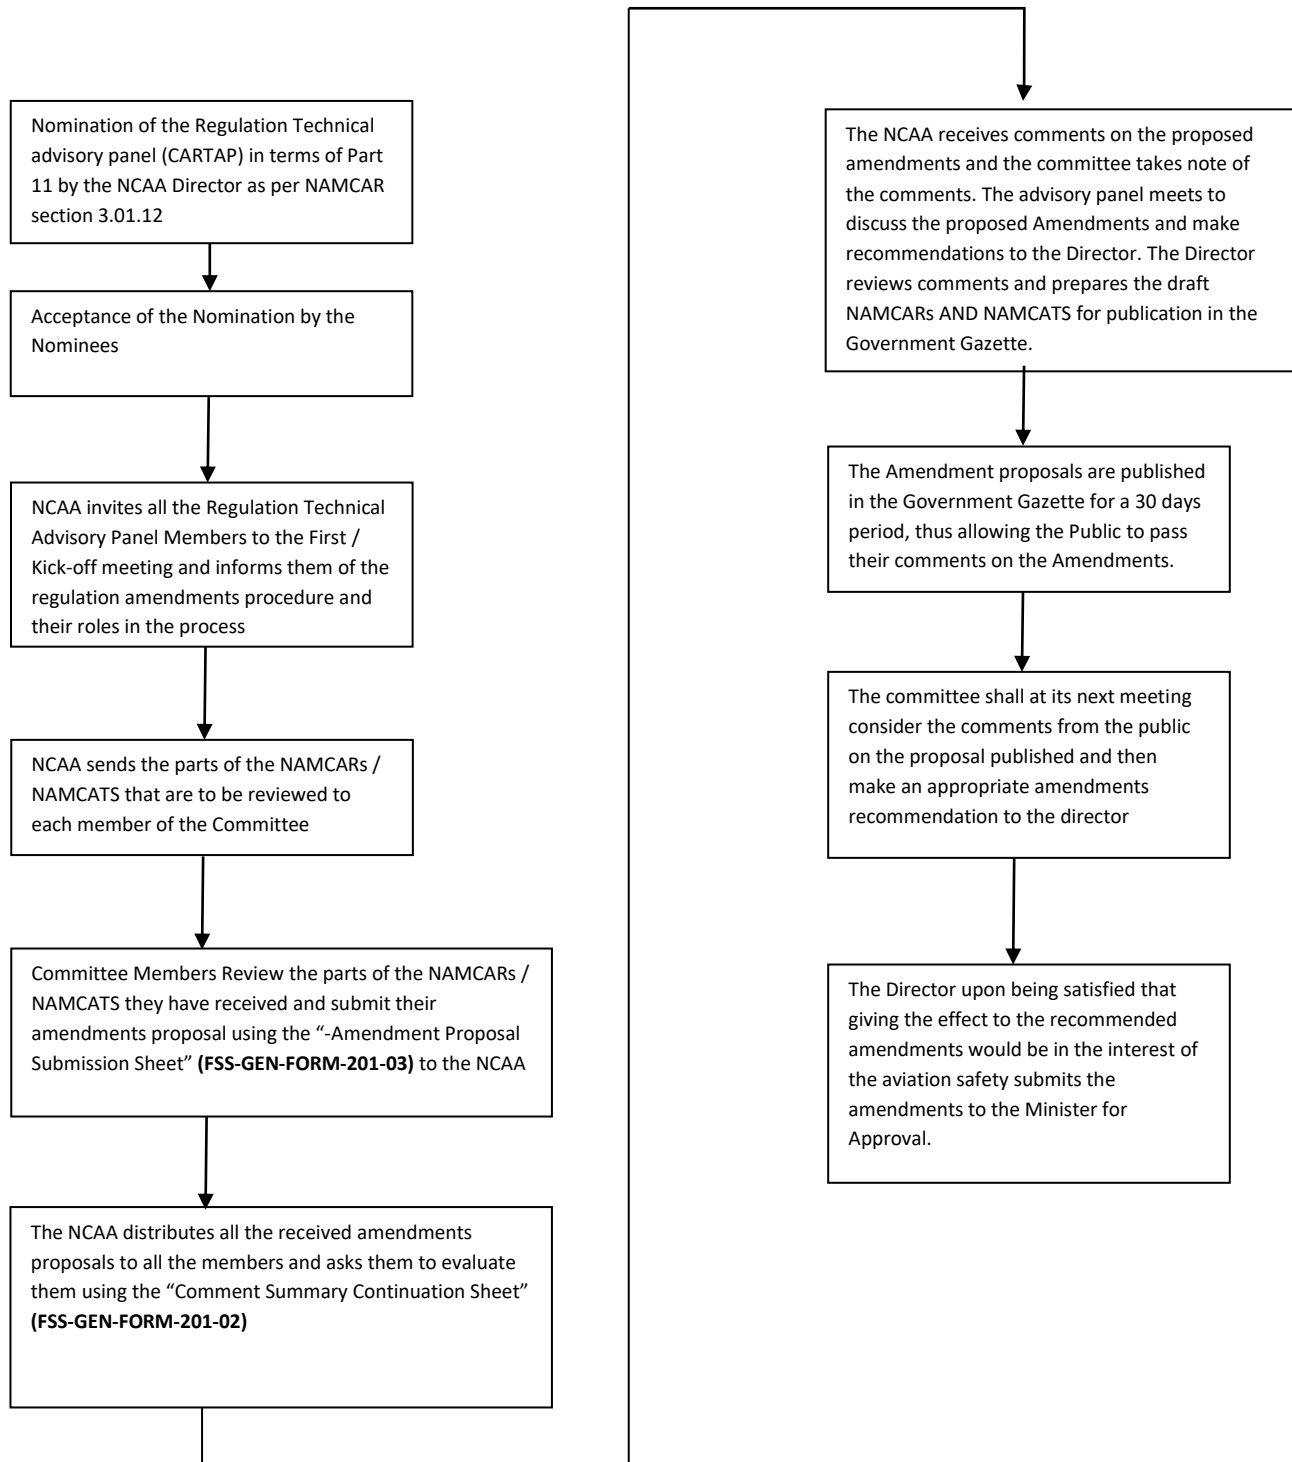 Nomination of the Regulation Technical
advisory panel (CARTAP) in terms of Part
11 by the NCAA Director as per NAMCAR
section 3.01.12
Acceptance of the Nomination by the
Nominees
NCAA invites all the Regulation Technical
Advisory Panel Members to the First /
Kick-off meeting and informs them of the
regulation amendments procedure and
their roles in the process
NCAA sends the parts of the NAMCARs /
NAMCATS that are to be reviewed to
each member of the Committee
Committee Members Review the parts of the NAMCARs /
NAMCATS they have received and submit their
amendments proposal using the “-Amendment Proposal
Submission Sheet” (FSS-GEN-FORM-201-03) to the NCAA
The NCAA distributes all the received amendments
proposals to all the members and asks them to evaluate
them using the “Comment Summary Continuation Sheet”
(FSS-GEN-FORM-201-02)
The NCAA receives comments on the proposed
amendments and the committee takes note of
the comments. The advisory panel meets to
discuss the proposed Amendments and make
recommendations to the Director. The Director
reviews comments and prepares the draft
NAMCARs AND NAMCATS for publication in the
Government Gazette.
The Amendment proposals are published
in the Government Gazette for a 30 days
period, thus allowing the Public to pass
their comments on the Amendments.
The committee shall at its next meeting
consider the comments from the public
on the proposal published and then
make an appropriate amendments
recommendation to the director
The Director upon being satisfied that
giving the effect to the recommended
amendments would be in the interest of
the aviation safety submits the
amendments to the Minister for
Approval.